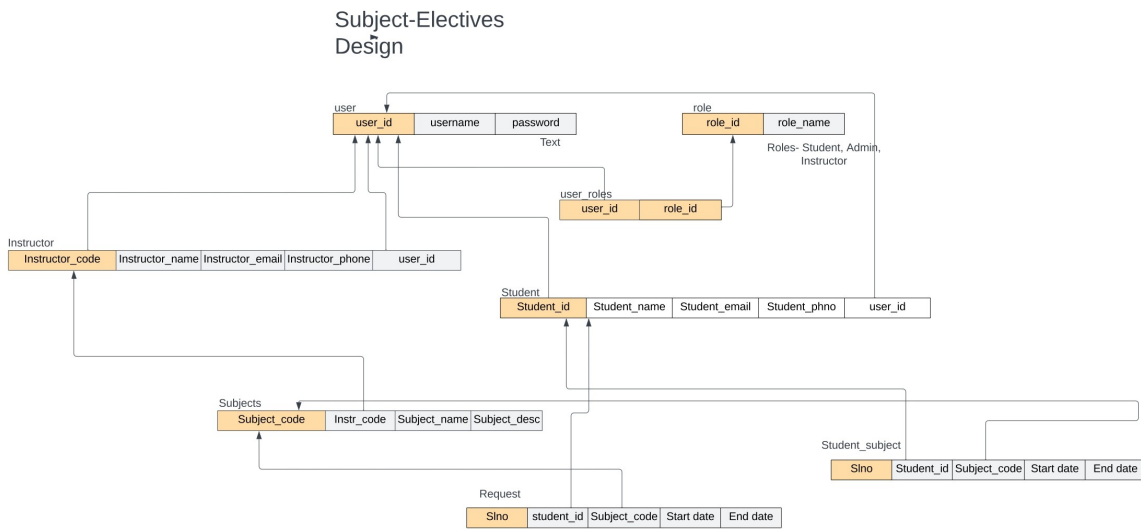 Subject-Electives
Design
user
user_id username password
Text
role
role_id role_name
Roles- Student, Admin,
Instructor
user_roles
user_id role_id
Instructor
Instructor_code Instructor_name Instructor_email Instructor_phone user_id
Student
Student_id Student_name Student_email Student_phno user_id
Subjects
Subject_code Instr_code Subject_name Subject_desc
Student_subject
Slno Student_id Subject_code Start date End date
Request
Slno student_id Subject_code Start date End date